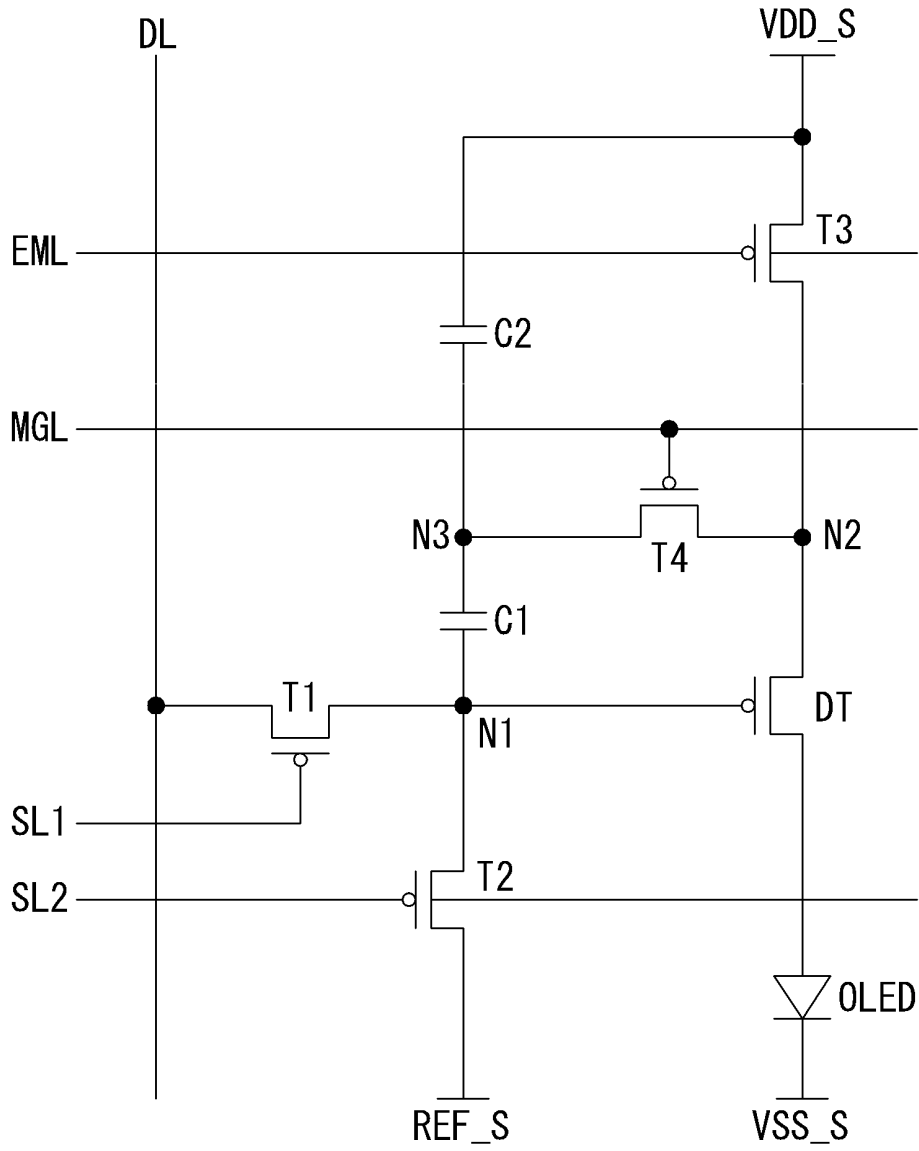 DL
VDD_S
EML
T3
C2
MGL
N3
T4
N2
C1
T1
N1
DT
SL1
SL2
T2
OLED
REF_S
VSS_S